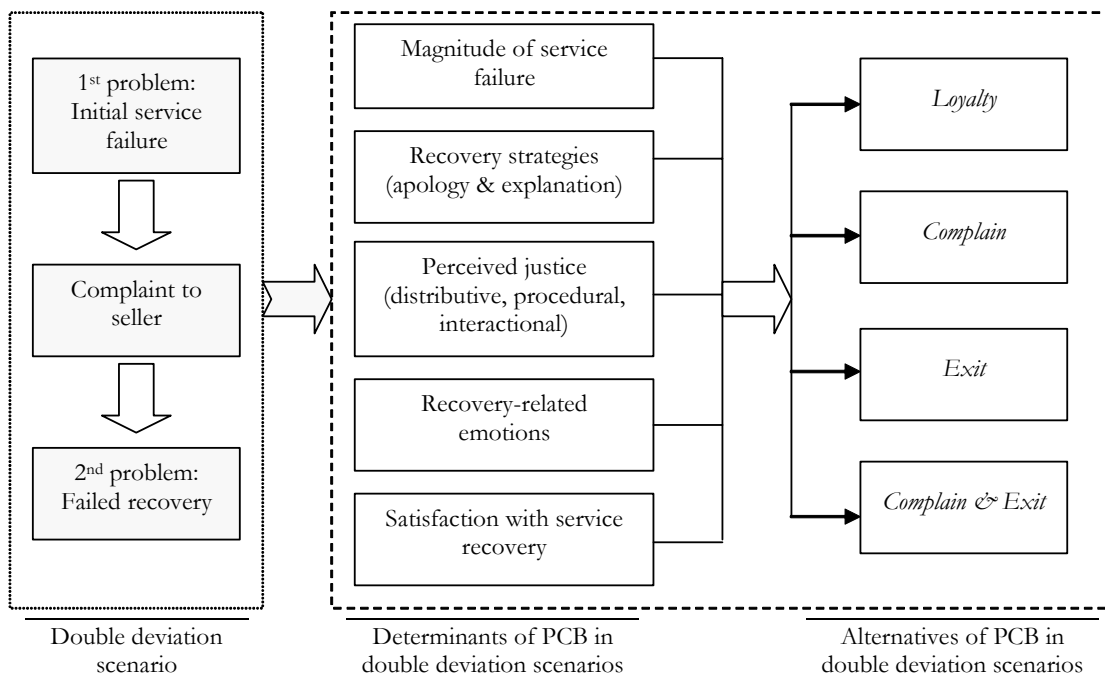 1st problem:
Initial service
failure
Complaint to
seller
2nd problem:
Failed recovery
Double deviation
scenario
Magnitude of service
failure
Recovery strategies
(apology & explanation)
Perceived justice
(distributive, procedural,
interactional)
Recovery-related
emotions
Satisfaction with service
recovery
Determinants of PCB in
double deviation scenarios
Loyalty
Complain
Exit
Complain & Exit
Alternatives of PCB in
double deviation scenarios